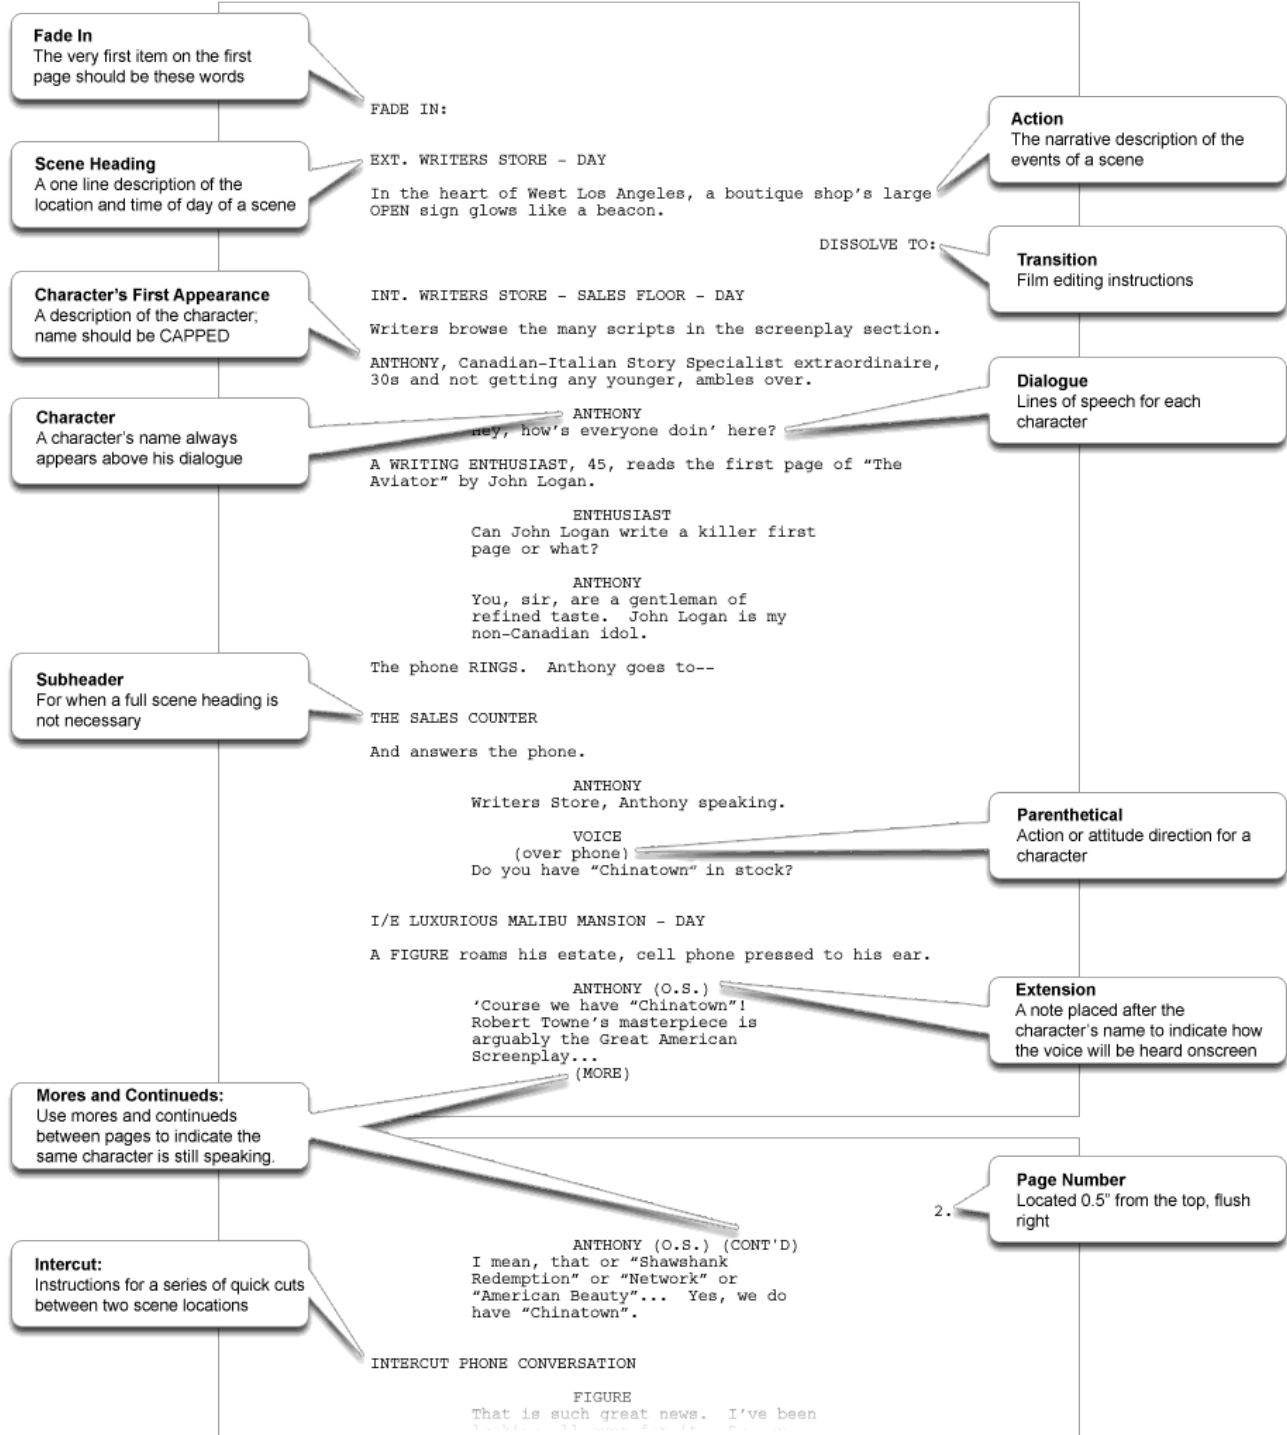 Fade In
The very first item on the first
page should be these words
FADE IN:
Action
The narrative description of the
events of a scene
Scene Heading
A one line description of the
location and time of day of a scene
EXT. WRITERS STORE - DAY
In the heart of West Los Angeles, a boutique shop's large
OPEN sign glows like a beacon.
DISSOLVE TO:
Transition
Film editing instructions
Character's First Appearance
A description of the character;
name should be CAPPED
INT. WRITERS STORE - SALES FLOOR - DAY
Writers browse the many scripts in the screenplay section.
ANTHONY, Canadian-Italian Story Specialist extraordinaire,
30s and not getting any younger, ambles over.
Dialogue
Lines of speech for each
character
Character
A character's name always
appears above his dialogue
ANTHONY
Hey, how's everyone doin' here?
A WRITING ENTHUSIAST, 45, reads the first page of "The
Aviator" by John Logan.
ENTHUSIAST
Can John Logan write a killer first
page or what?
ANTHONY
You, sir, are a gentleman of
refined taste. John Logan is my
non-Canadian idol.
The phone RINGS. Anthony goes to--
Subheader
For when a full scene heading is
not necessary
THE SALES COUNTER
And answers the phone.
ANTHONY
Writers Store, Anthony speaking.
VOICE
(over phone)
Do you have "Chinatown" in stock?
Parenthetical
Action or attitude direction for a
character
I/E LUXURIOUS MALIBU MANSION - DAY
A FIGURE roams his estate, cell phone pressed to his ear.
ANTHONY (O.S.)
'Course we have "Chinatown"!
Robert Towne's masterpiece is
arguably the Great American
Screenplay...
(MORE)
Extension
A note placed after the
character's name to indicate how
the voice will be heard onscreen
Mores and Continueds:
Use mores and continueds
between pages to indicate the
same character is still speaking.
Page Number
Located 0.5" from the top, flush
right
2.
ANTHONY (O.S.) (CONT'D)
I mean, that or "Shawshank
Redemption" or "Network" or
"American Beauty"... Yes, we do
have "Chinatown".
Intercut:
Instructions for a series of quick cuts
between two scene locations
INTERCUT PHONE CONVERSATION
FIGURE
That is such great news. I've been